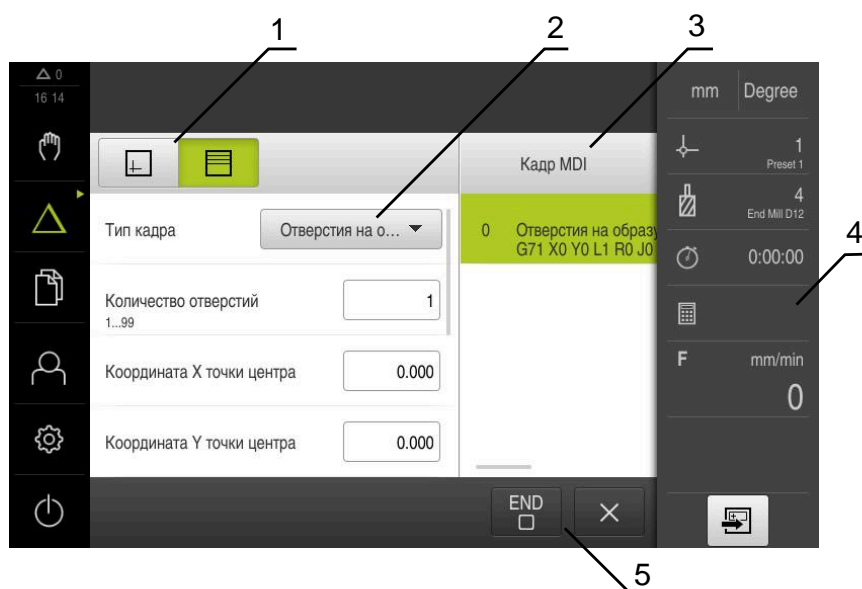 1
2
3
0
16 14
mm Degree
1
Preset 1
Кадр MDI
4
End Mill D12
Тип кадра
Отверстия на о...
0 Отверстия на образу
G71 X0 Y0 L1 R0 J0
4
0:00:00
Количество отверстий
1...99
1
F mm/min
0
Координата X точки центра
0.000
Координата Y точки центра
0.000
END
5